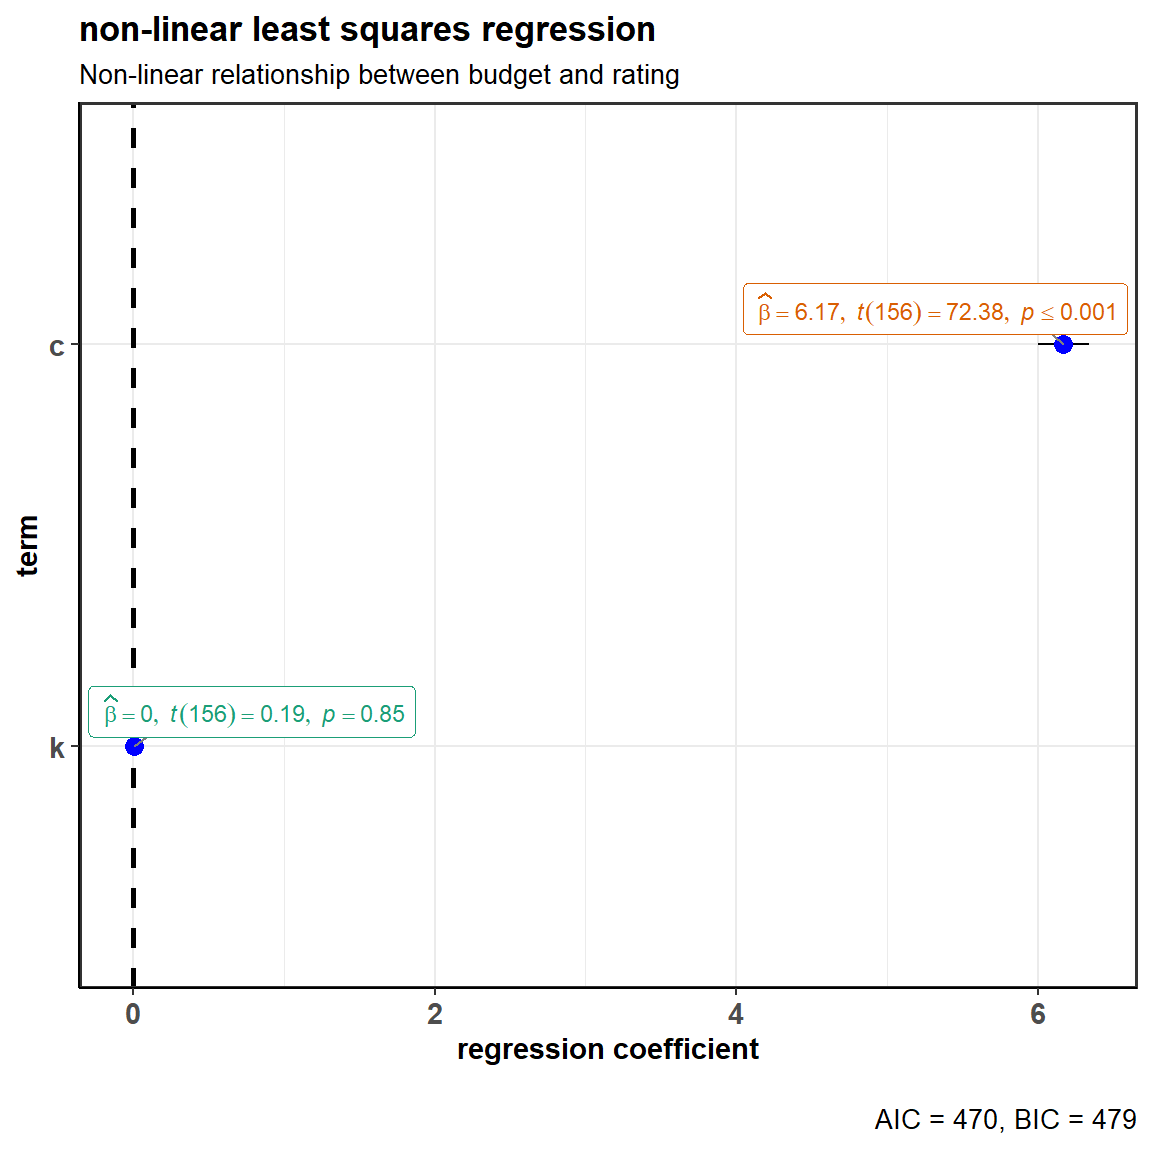 non-linear least squares regression
Non-linear relationship between budget and rating
β̂ = 6.17, t(156) = 72.38, p ≤ 0.001
c
term
β̂ = 0, t(156) = 0.19, p = 0.85
k
0 2 4 6
regression coefficient
AIC = 470, BIC = 479